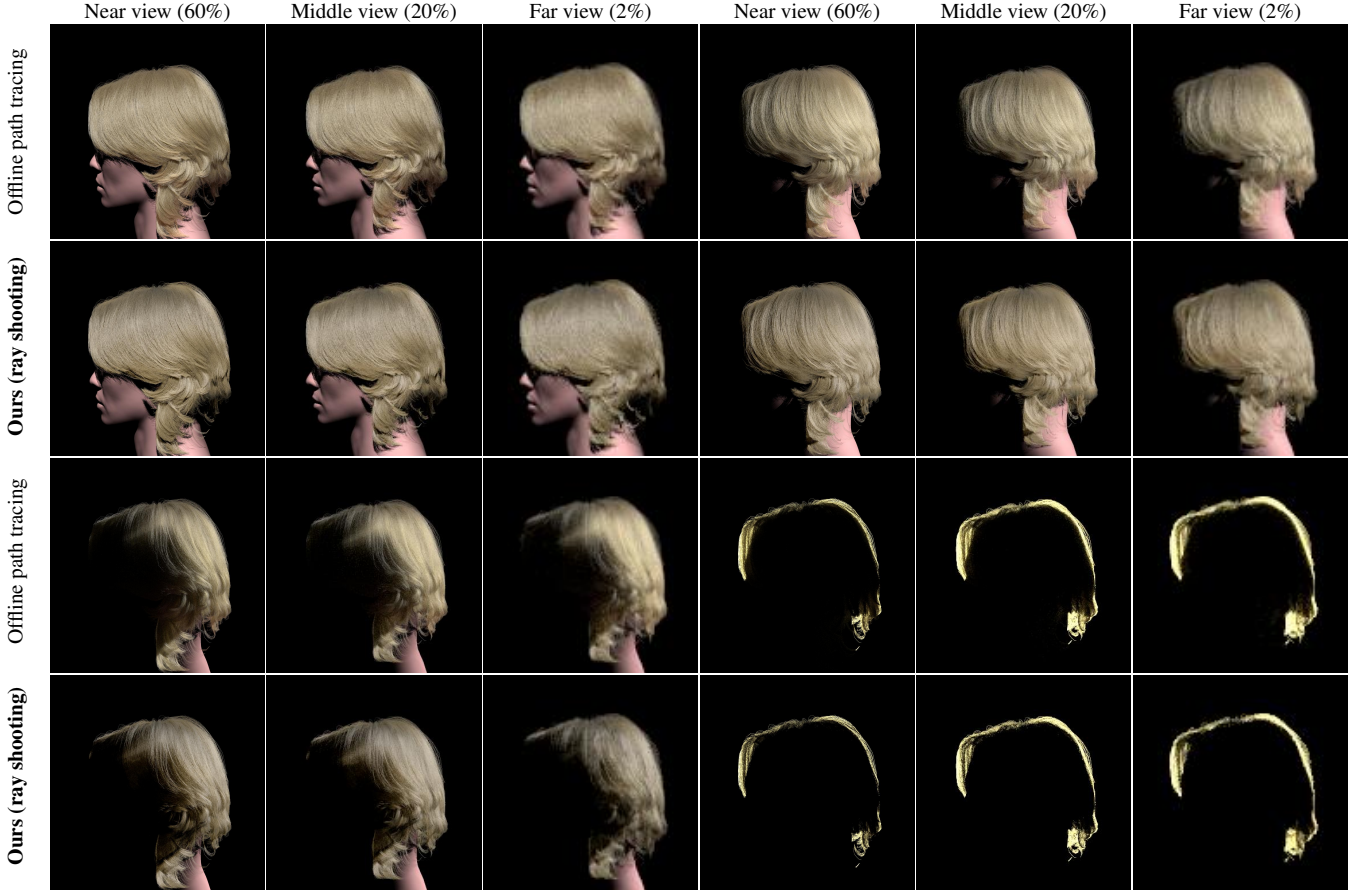 Near view (60%) Middle view (20%) Far view (2%) Near view (60%) Middle view (20%) Far view (2%)
Offline path tracing
Ours (ray shooting)
Offline path tracing
Ours (ray shooting)